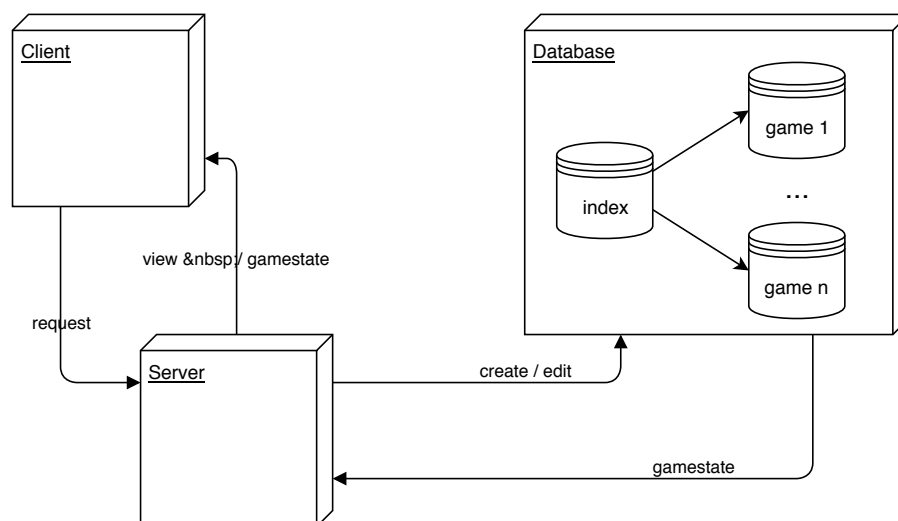 Client
Database
game 1
index
...
game n
view &nbsp;/ gamestate
request
Server
create / edit
gamestate